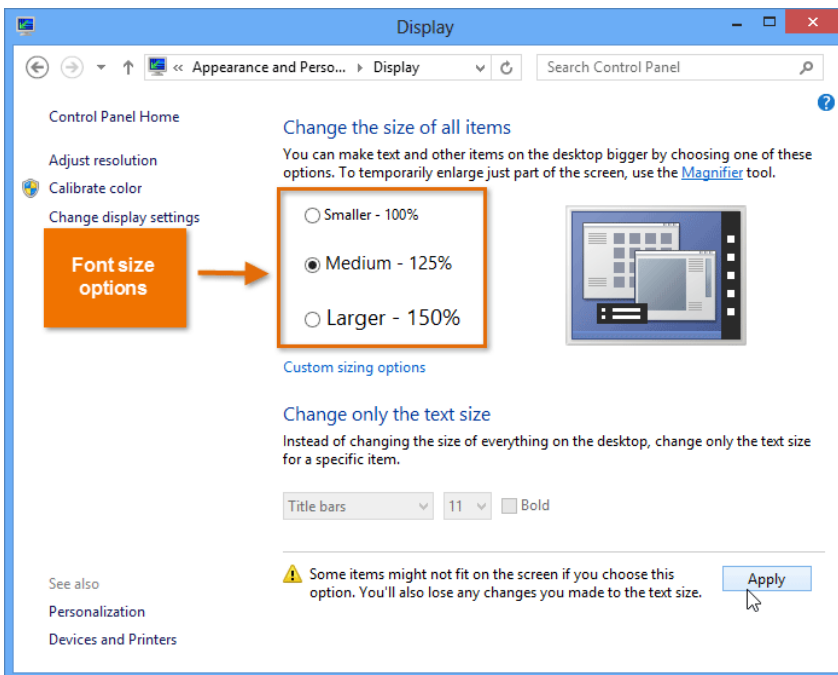 Display
« Appearance and Perso... Display
Search Control Panel
Control Panel Home
Adjust resolution
Calibrate color
Change display settings
Font size
options
Change the size of all items
You can make text and other items on the desktop bigger by choosing one of these
options. To temporarily enlarge just part of the screen, use the Magnifier tool.
Smaller - 100%
Medium - 125%
Larger - 150%
Custom sizing options
Change only the text size
Instead of changing the size of everything on the desktop, change only the text size
for a specific item.
Title bars 11 Bold
Some items might not fit on the screen if you choose this
option. You'll also lose any changes you made to the text size.
Apply
See also
Personalization
Devices and Printers